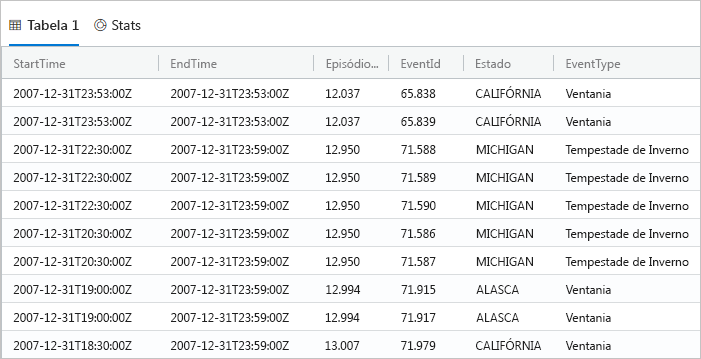 Tabela 1 Stats
StartTime EndTime Episódio... EventId Estado EventType
2007-12-31T23:53:00Z 2007-12-31T23:53:00Z 12.037 65.838 CALIFÓRNIA Ventania
2007-12-31T23:53:00Z 2007-12-31T23:53:00Z 12.037 65.839 CALIFÓRNIA Ventania
2007-12-31T22:30:00Z 2007-12-31T23:59:00Z 12.950 71.588 MICHIGAN Tempestade de Inverno
2007-12-31T22:30:00Z 2007-12-31T23:59:00Z 12.950 71.589 MICHIGAN Tempestade de Inverno
2007-12-31T22:30:00Z 2007-12-31T23:59:00Z 12.950 71.590 MICHIGAN Tempestade de Inverno
2007-12-31T20:30:00Z 2007-12-31T23:59:00Z 12.950 71.586 MICHIGAN Tempestade de Inverno
2007-12-31T20:30:00Z 2007-12-31T23:59:00Z 12.950 71.587 MICHIGAN Tempestade de Inverno
2007-12-31T19:00:00Z 2007-12-31T23:59:00Z 12.994 71.915 ALASCA Ventania
2007-12-31T19:00:00Z 2007-12-31T23:59:00Z 12.994 71.917 ALASCA Ventania
2007-12-31T18:30:00Z 2007-12-31T23:59:00Z 13.007 71.979 CALIFÓRNIA Ventania